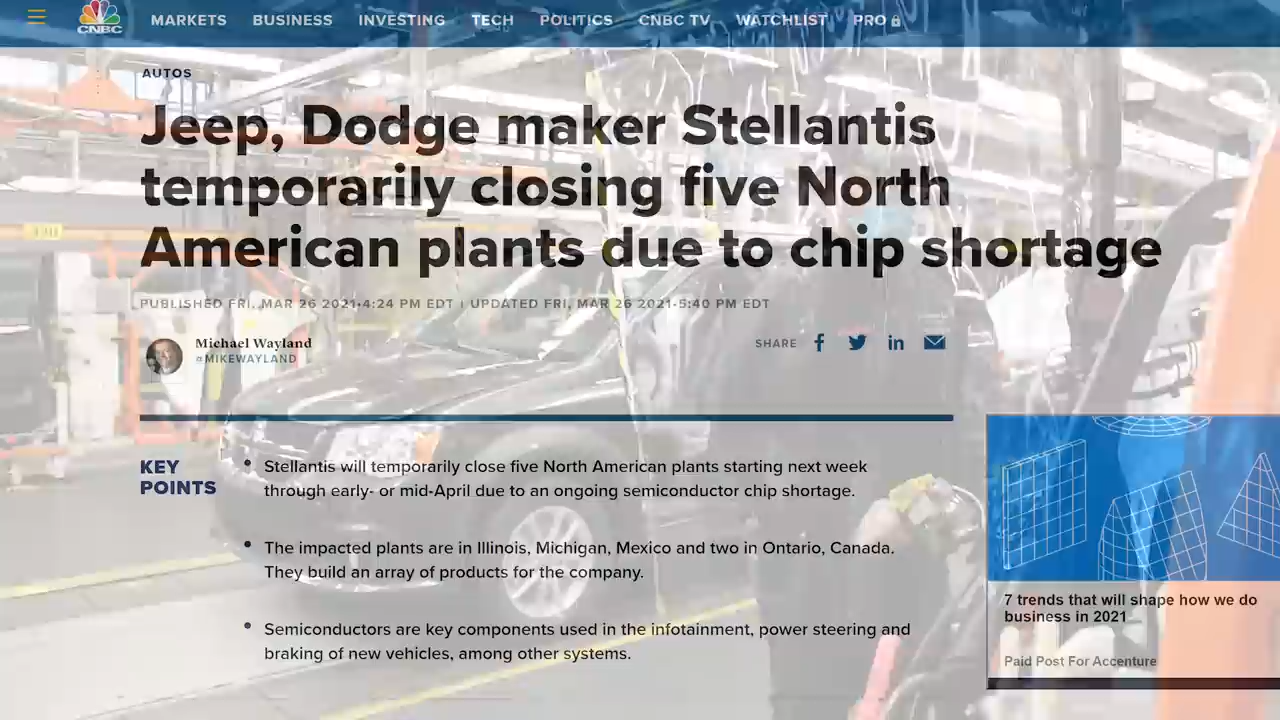 MARKETS BUSINESS INVESTING TECH POLITICS CNBC TV WATCHLIST PRO
CNBC
AUTOS
Jeep, Dodge maker Stellantis
temporarily closing five North
American plants due to chip shortage
PUBLISHED FRI, MAR 26 2021•4:24 PM EDT | UPDATED FRI, MAR 26 2021•5:40 PM EDT
Michael Wayland
@MIKEWAYLAND
SHARE
KEY
POINTS
• Stellantis will temporarily close five North American plants starting next week
through early- or mid-April due to an ongoing semiconductor chip shortage.
• The impacted plants are in Illinois, Michigan, Mexico and two in Ontario, Canada.
They build an array of products for the company.
• Semiconductors are key components used in the infotainment, power steering and
braking of new vehicles, among other systems.
7 trends that will shape how we do
business in 2021
Paid Post For Accenture